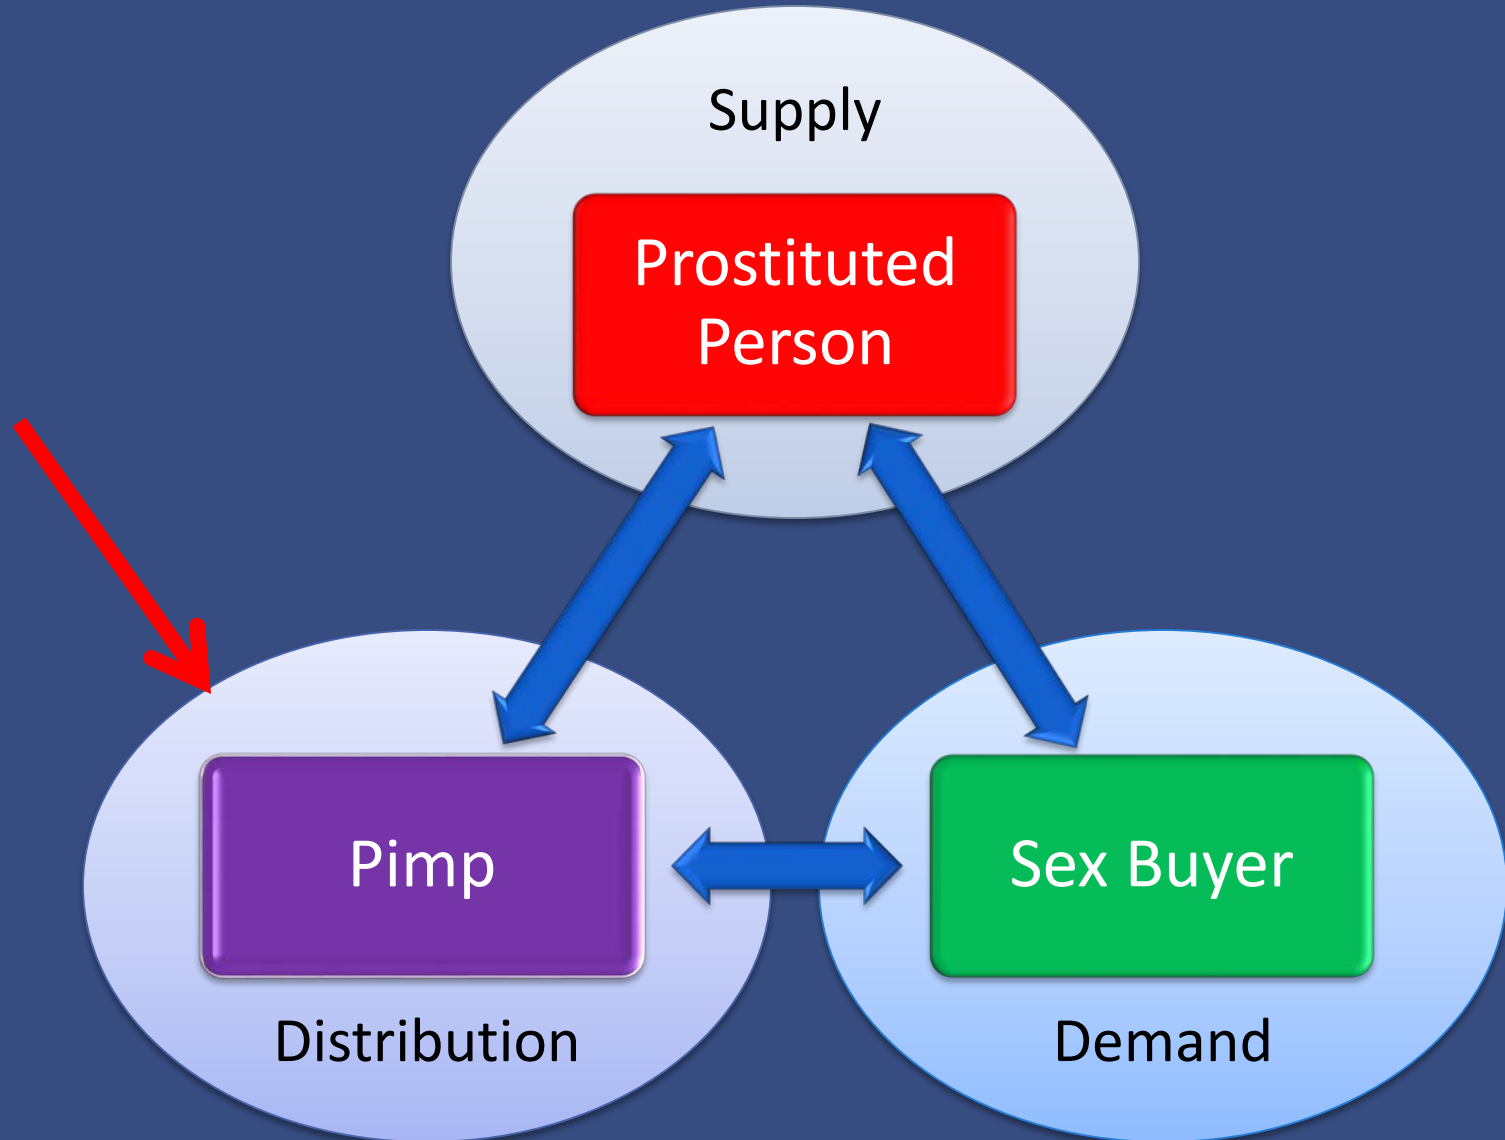 Supply
Prostituted
Person
Pimp
Distribution
Sex Buyer
Demand